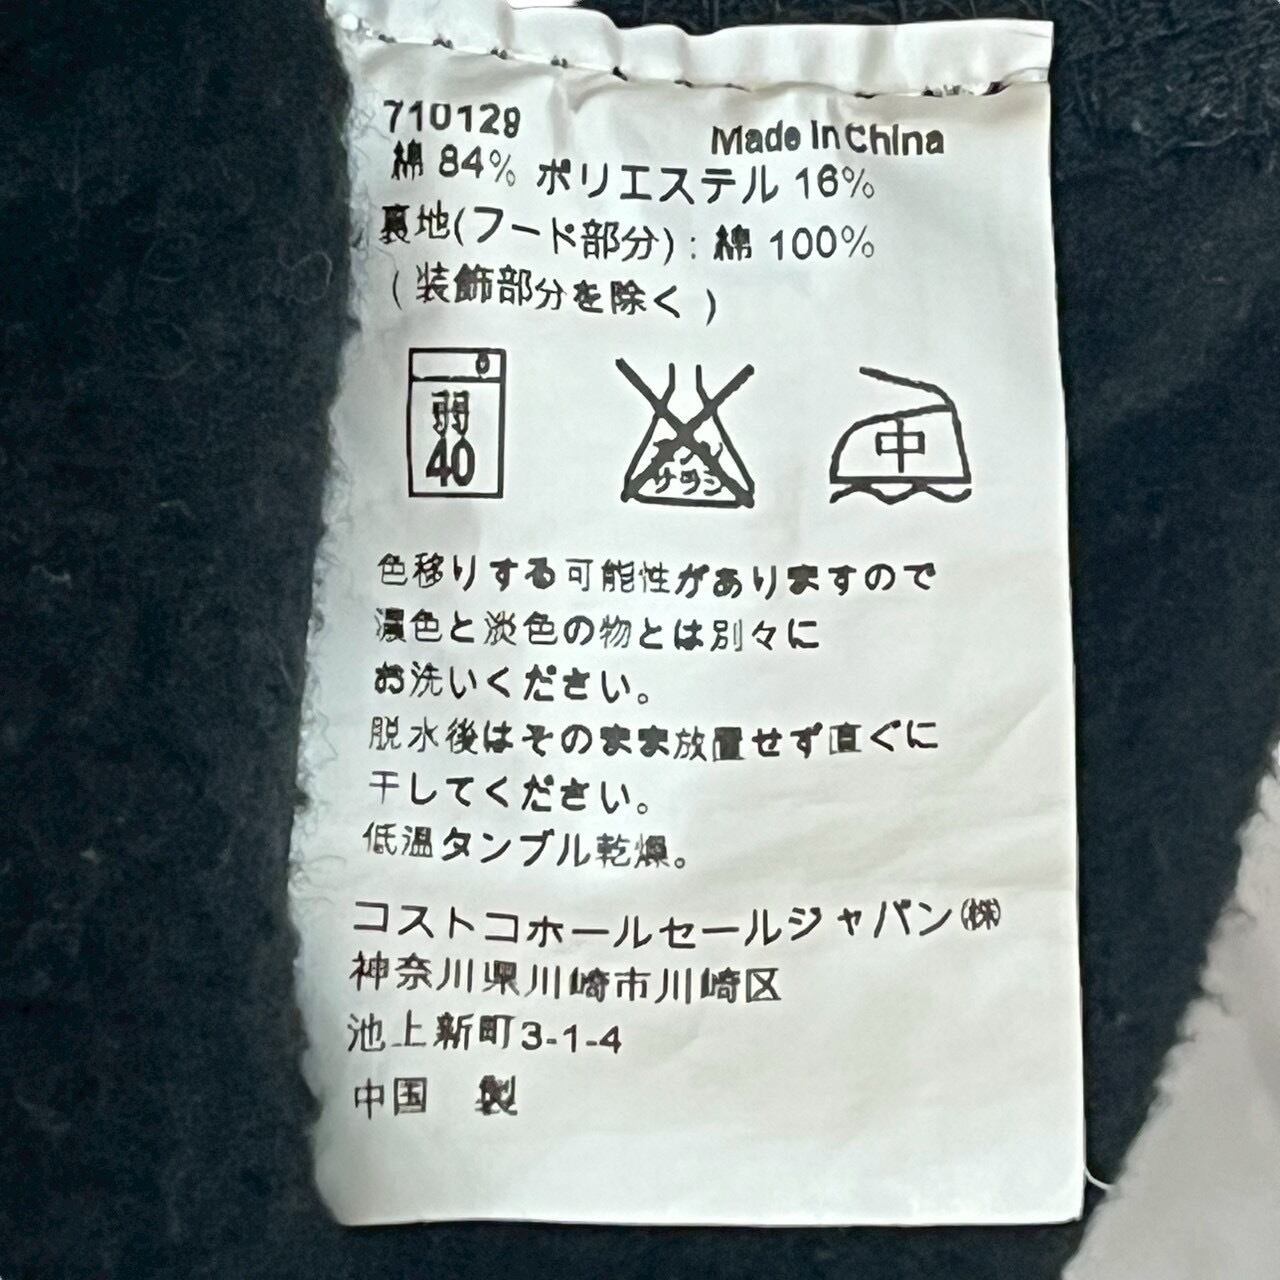 710129
Made in China
綿 84% ポリエステル 16%
裏地(フード部分): 綿 100%
(装飾部分を除く)
弱
40
エンソ
サラシ
中
色移りする可能性がありますので
濃色と淡色の物とは別々に
お洗いください。
脱水後はそのまま放置せず直ぐに
干してください。
低温タンブル乾燥。
コストコホールセールジャパン㈱
神奈川県川崎市川崎区
池上新町3-1-4
中国 製